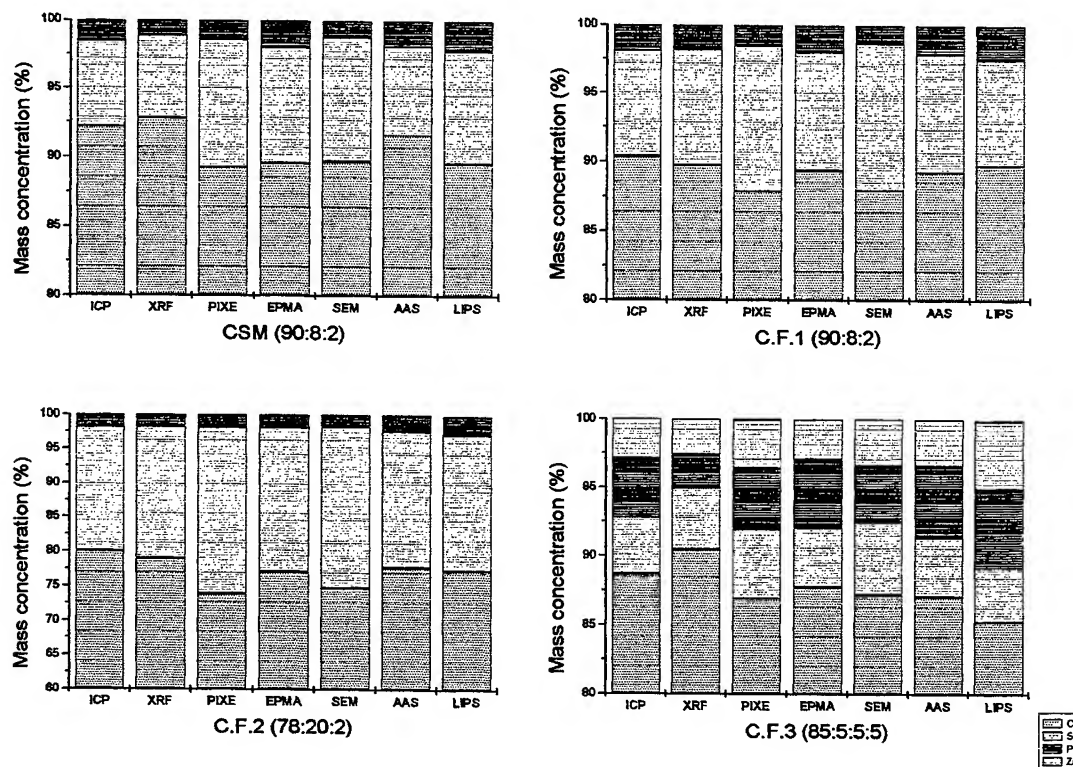 100
95
90
85
80
Mass concentration (%)
ICP XRF PIXE EPMA SEM AAS LIPS
CSM (90:8:2)
100
95
90
85
80
Mass concentration (%)
ICP XRF PIXE EPMA SEM AAS LIPS
C.F.1 (90:8:2)
100
95
90
85
80
75
70
65
60
Mass concentration (%)
ICP XRF PIXE EPMA SEM AAS LIPS
C.F.2 (78:20:2)
100
95
90
85
80
Mass concentration (%)
ICP XRF PIXE EPMA SEM AAS LIPS
C.F.3 (85:5:5:5)